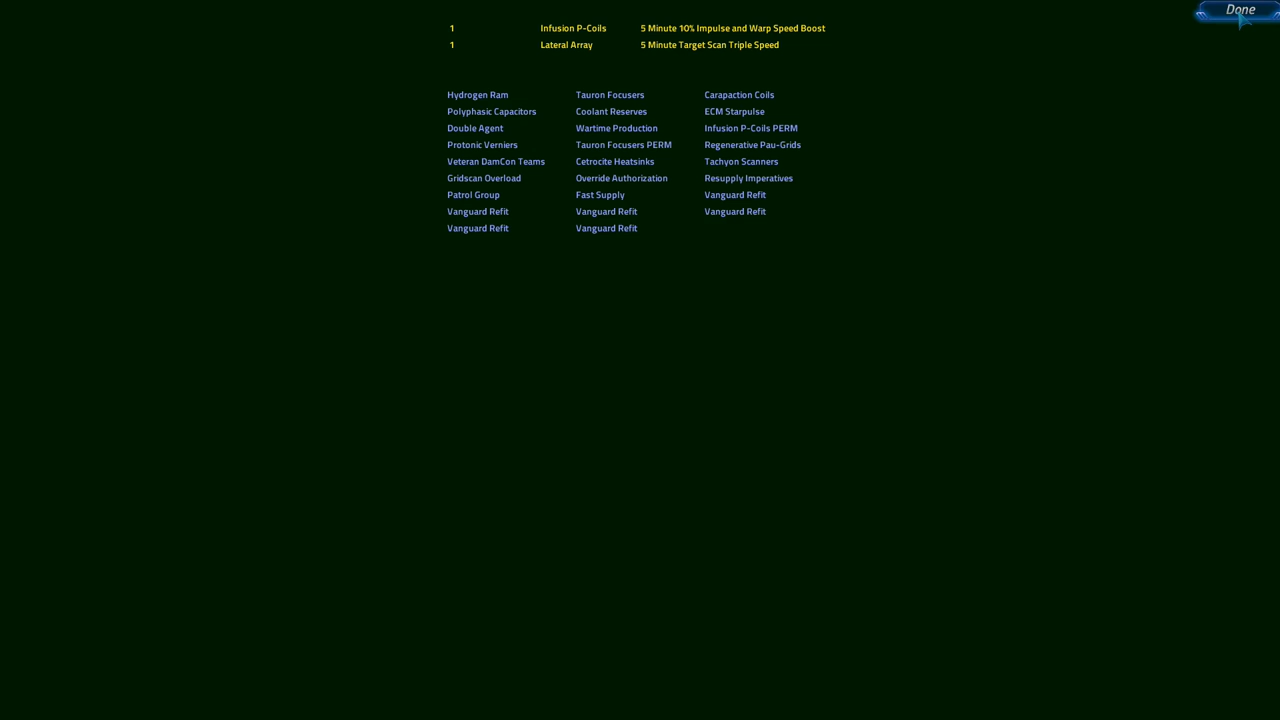 Done
1 Infusion P-Coils 5 Minute 10% Impulse and Warp Speed Boost
1 Lateral Array 5 Minute Target Scan Triple Speed
Hydrogen Ram Tauron Focusers Carapaction Coils
Polyphasic Capacitors Coolant Reserves ECM Starpulse
Double Agent Wartime Production Infusion P-Coils PERM
Protonic Verniers Tauron Focusers PERM Regenerative Pau-Grids
Veteran DamCon Teams Cetrocite Heatsinks Tachyon Scanners
Gridscan Overload Override Authorization Resupply Imperatives
Patrol Group Fast Supply Vanguard Refit
Vanguard Refit Vanguard Refit Vanguard Refit
Vanguard Refit Vanguard Refit